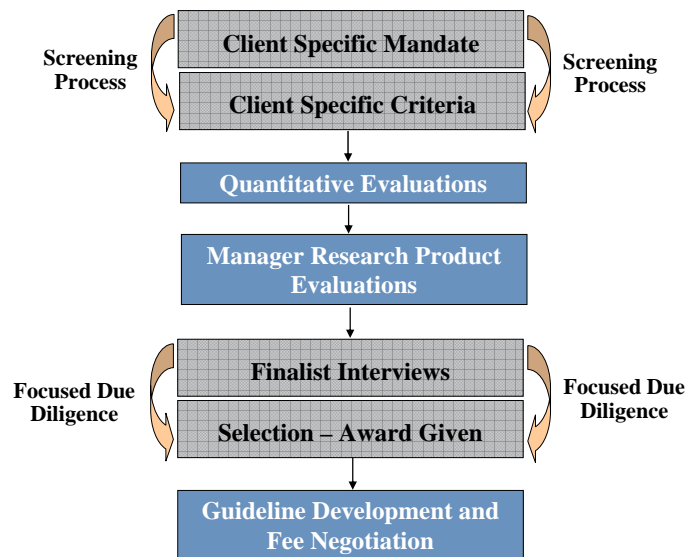 Client Specific Mandate
Screening
Process
Screening
Process
Client Specific Criteria
Quantitative Evaluations
Manager Research Product
Evaluations
Finalist Interviews
Focused Due
Diligence
Focused Due
Diligence
Selection – Award Given
Guideline Development and
Fee Negotiation